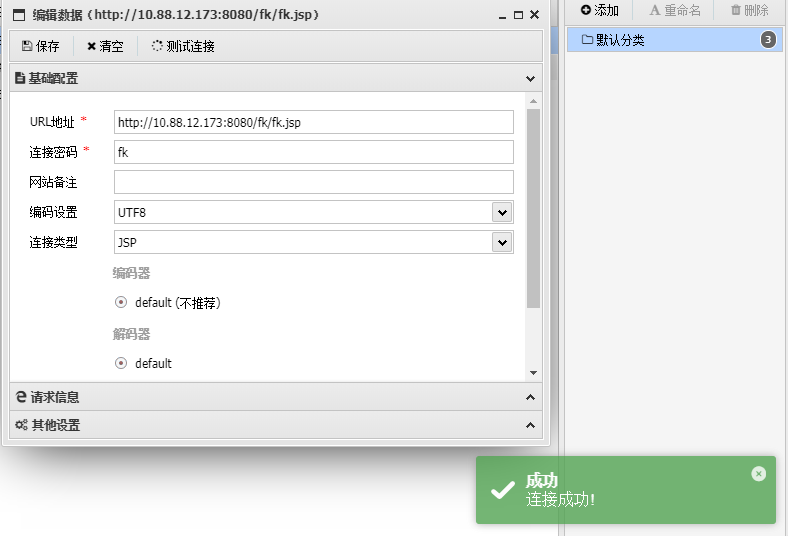 编辑数据 (http://10.88.12.173:8080/fk/fk.jsp)
添加 重命名 删除
保存 清空 测试连接
默认分类 3
基础配置
URL地址 * http://10.88.12.173:8080/fk/fk.jsp
连接密码 * fk
网站备注
编码设置 UTF8
连接类型 JSP
编码器
default (不推荐)
解码器
default
请求信息
其他设置
成功
连接成功!